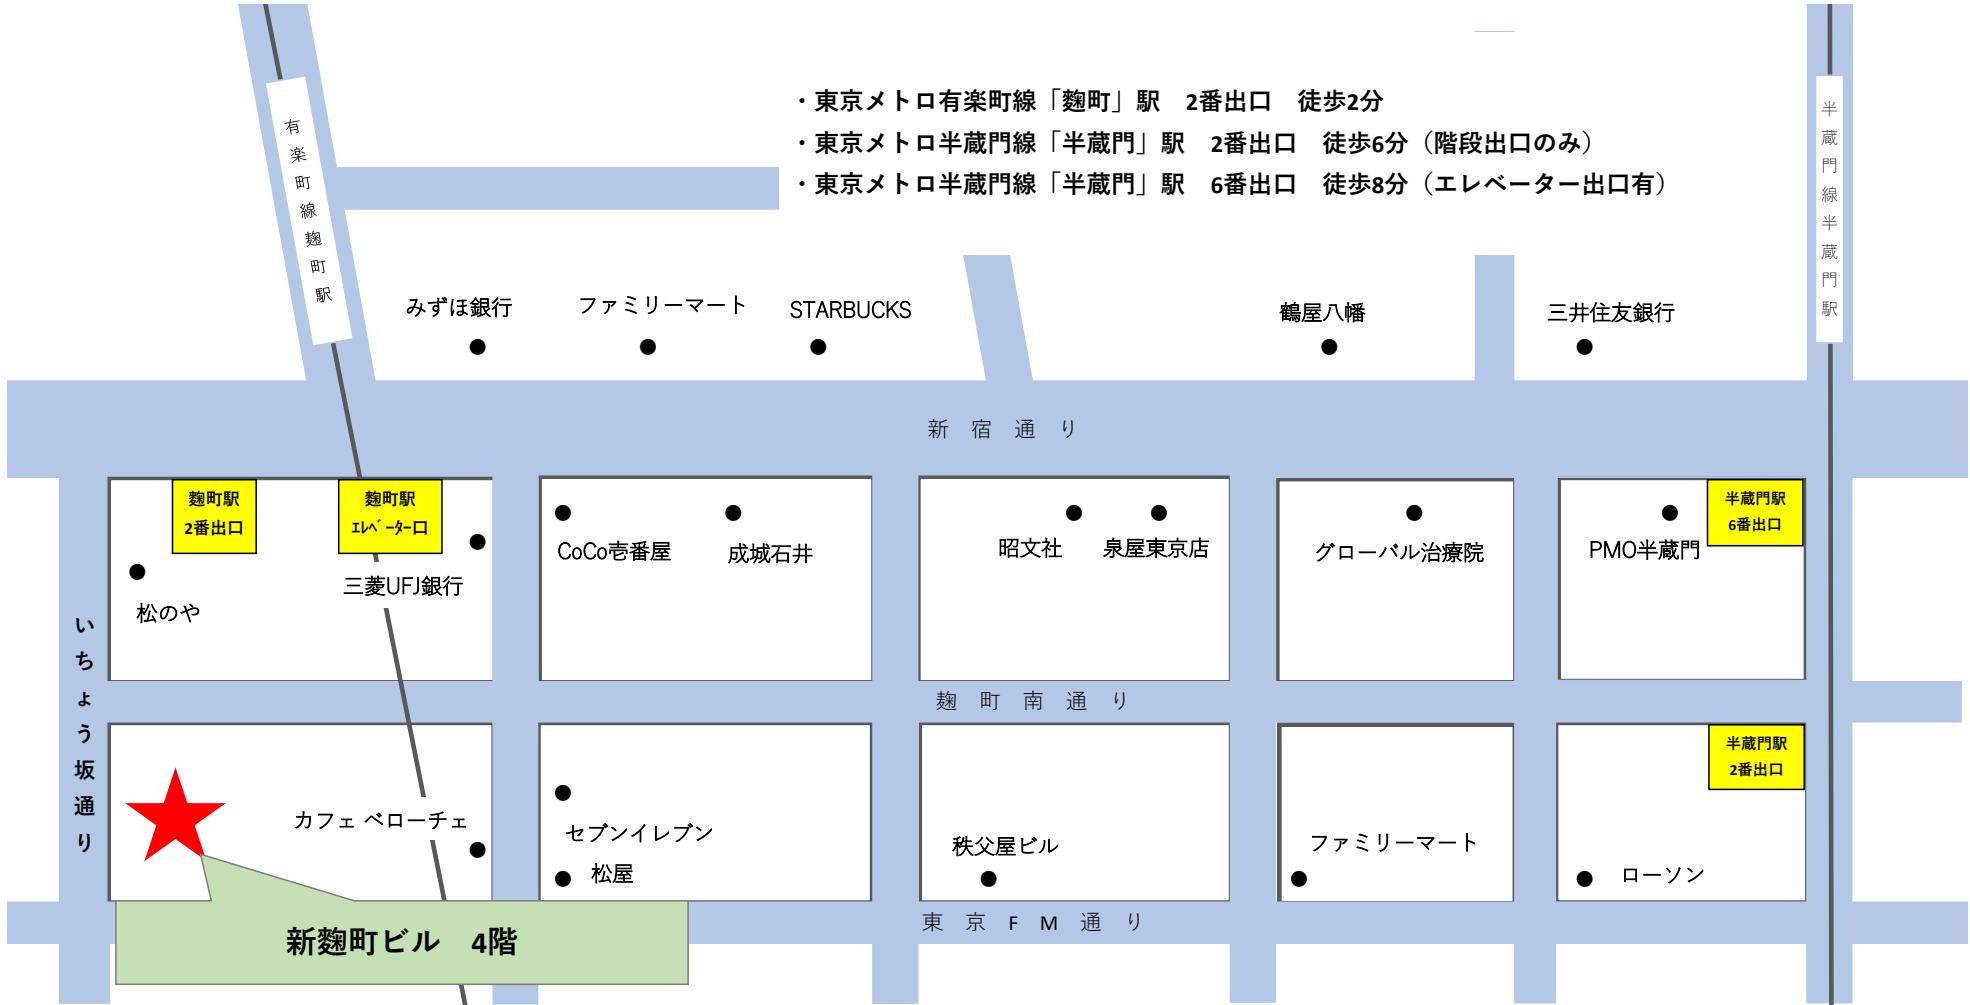 ・東京メトロ有楽町線「麴町」駅　2番出口　徒歩2分
・東京メトロ半蔵門線「半蔵門」駅　2番出口　徒歩6分（階段出口のみ）
・東京メトロ半蔵門線「半蔵門」駅　6番出口　徒歩8分（エレベーター出口有）
有楽町線麹町駅
半蔵門線半蔵門駅
みずほ銀行
ファミリーマート
STARBUCKS
鶴屋八幡
三井住友銀行
新宿通り
麴町駅
2番出口
麴町駅
ｴﾚﾍﾞｰﾀｰ口
半蔵門駅
6番出口
CoCo壱番屋
成城石井
昭文社
泉屋東京店
グローバル治療院
PMO半蔵門
三菱UFJ銀行
松のや
いちょう坂通り
麹町南通り
半蔵門駅
2番出口
カフェ ベローチェ
セブンイレブン
松屋
秩父屋ビル
ファミリーマート
ローソン
東京FM通り
新麴町ビル　4階